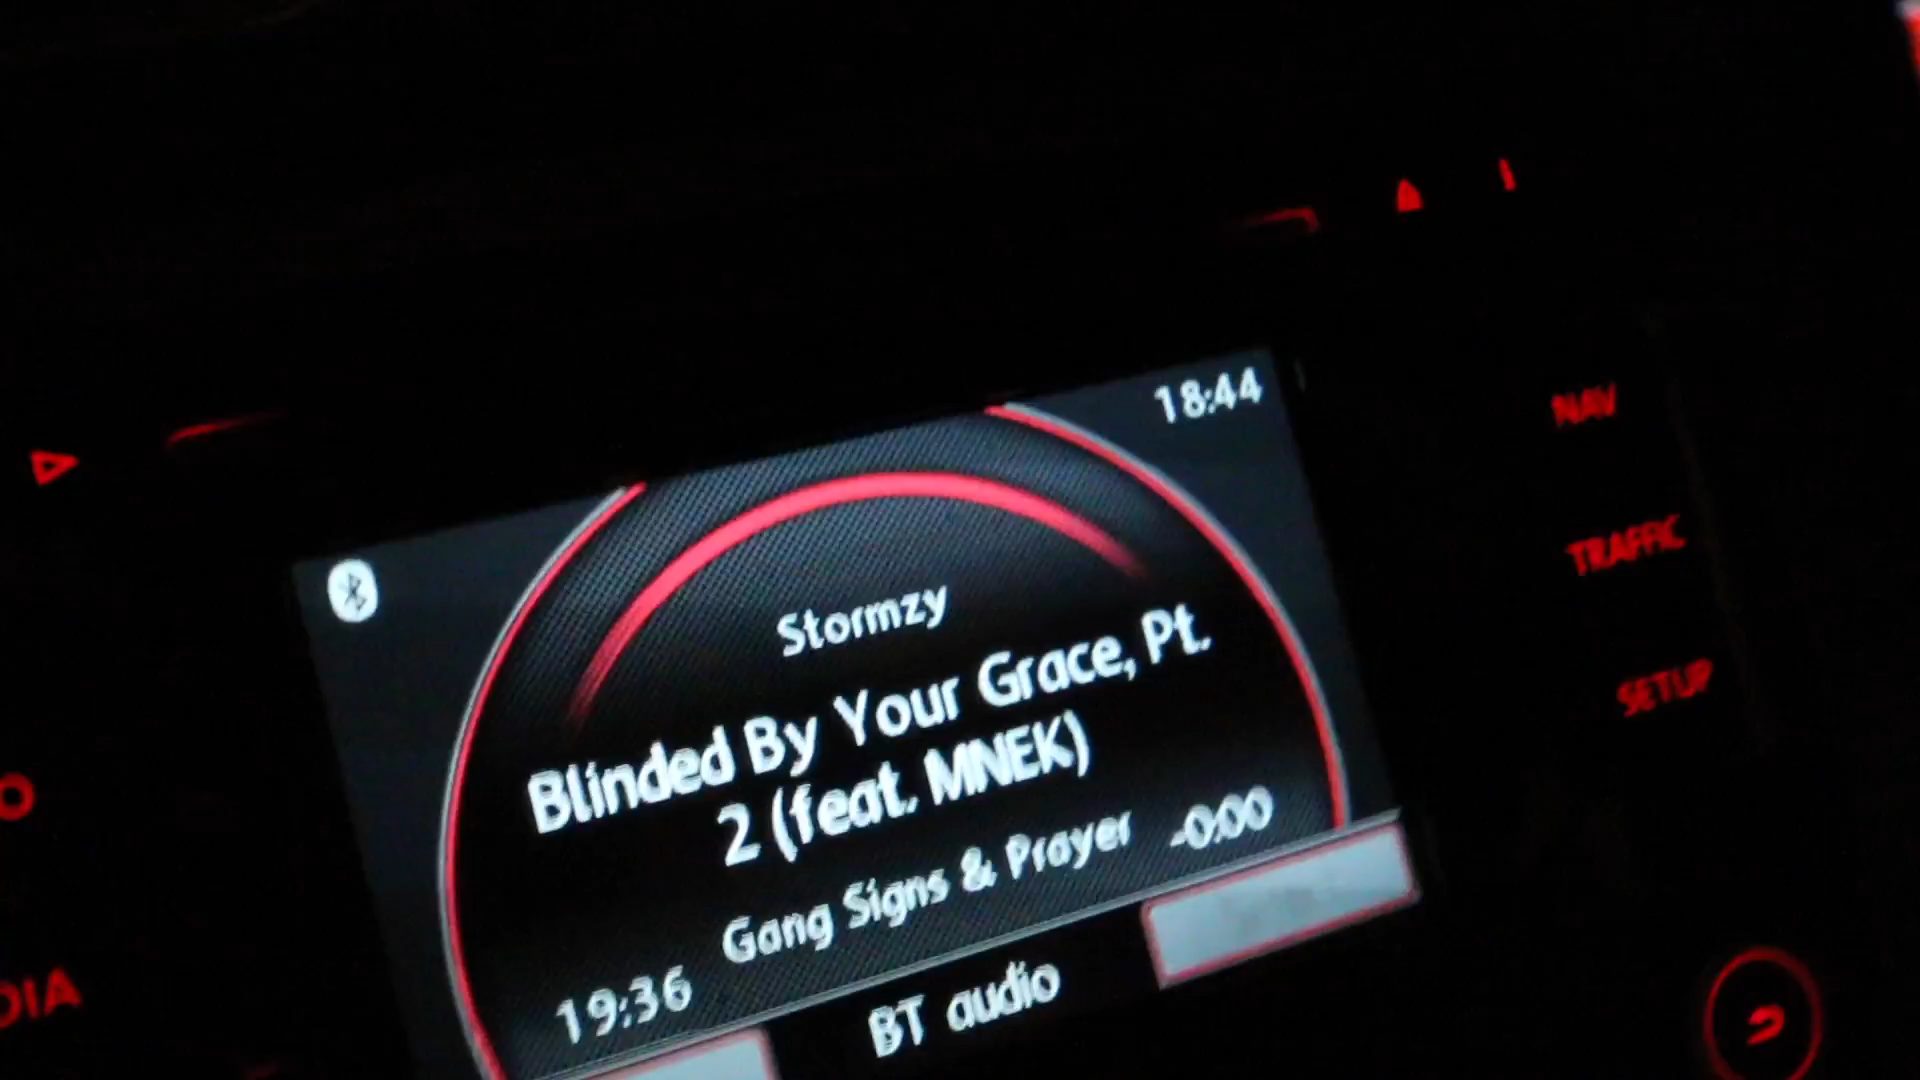 18:44
NAV
TRAFFIC
SETUP
Stormzy
Blinded By Your Grace, Pt.
2 (feat. MNEK)
Gang Signs & Prayer
-0:00
19:36
BT audio